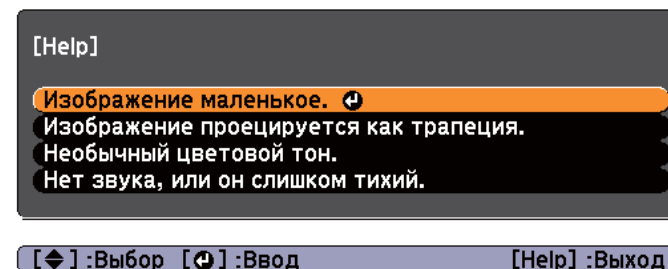 [Help]
Изображение маленькое.
Изображение проецируется как трапеция.
Необычный цветовой тон.
Нет звука, или он слишком тихий.
[◆] :Выбор [⏎] :Ввод [Help] :Выход